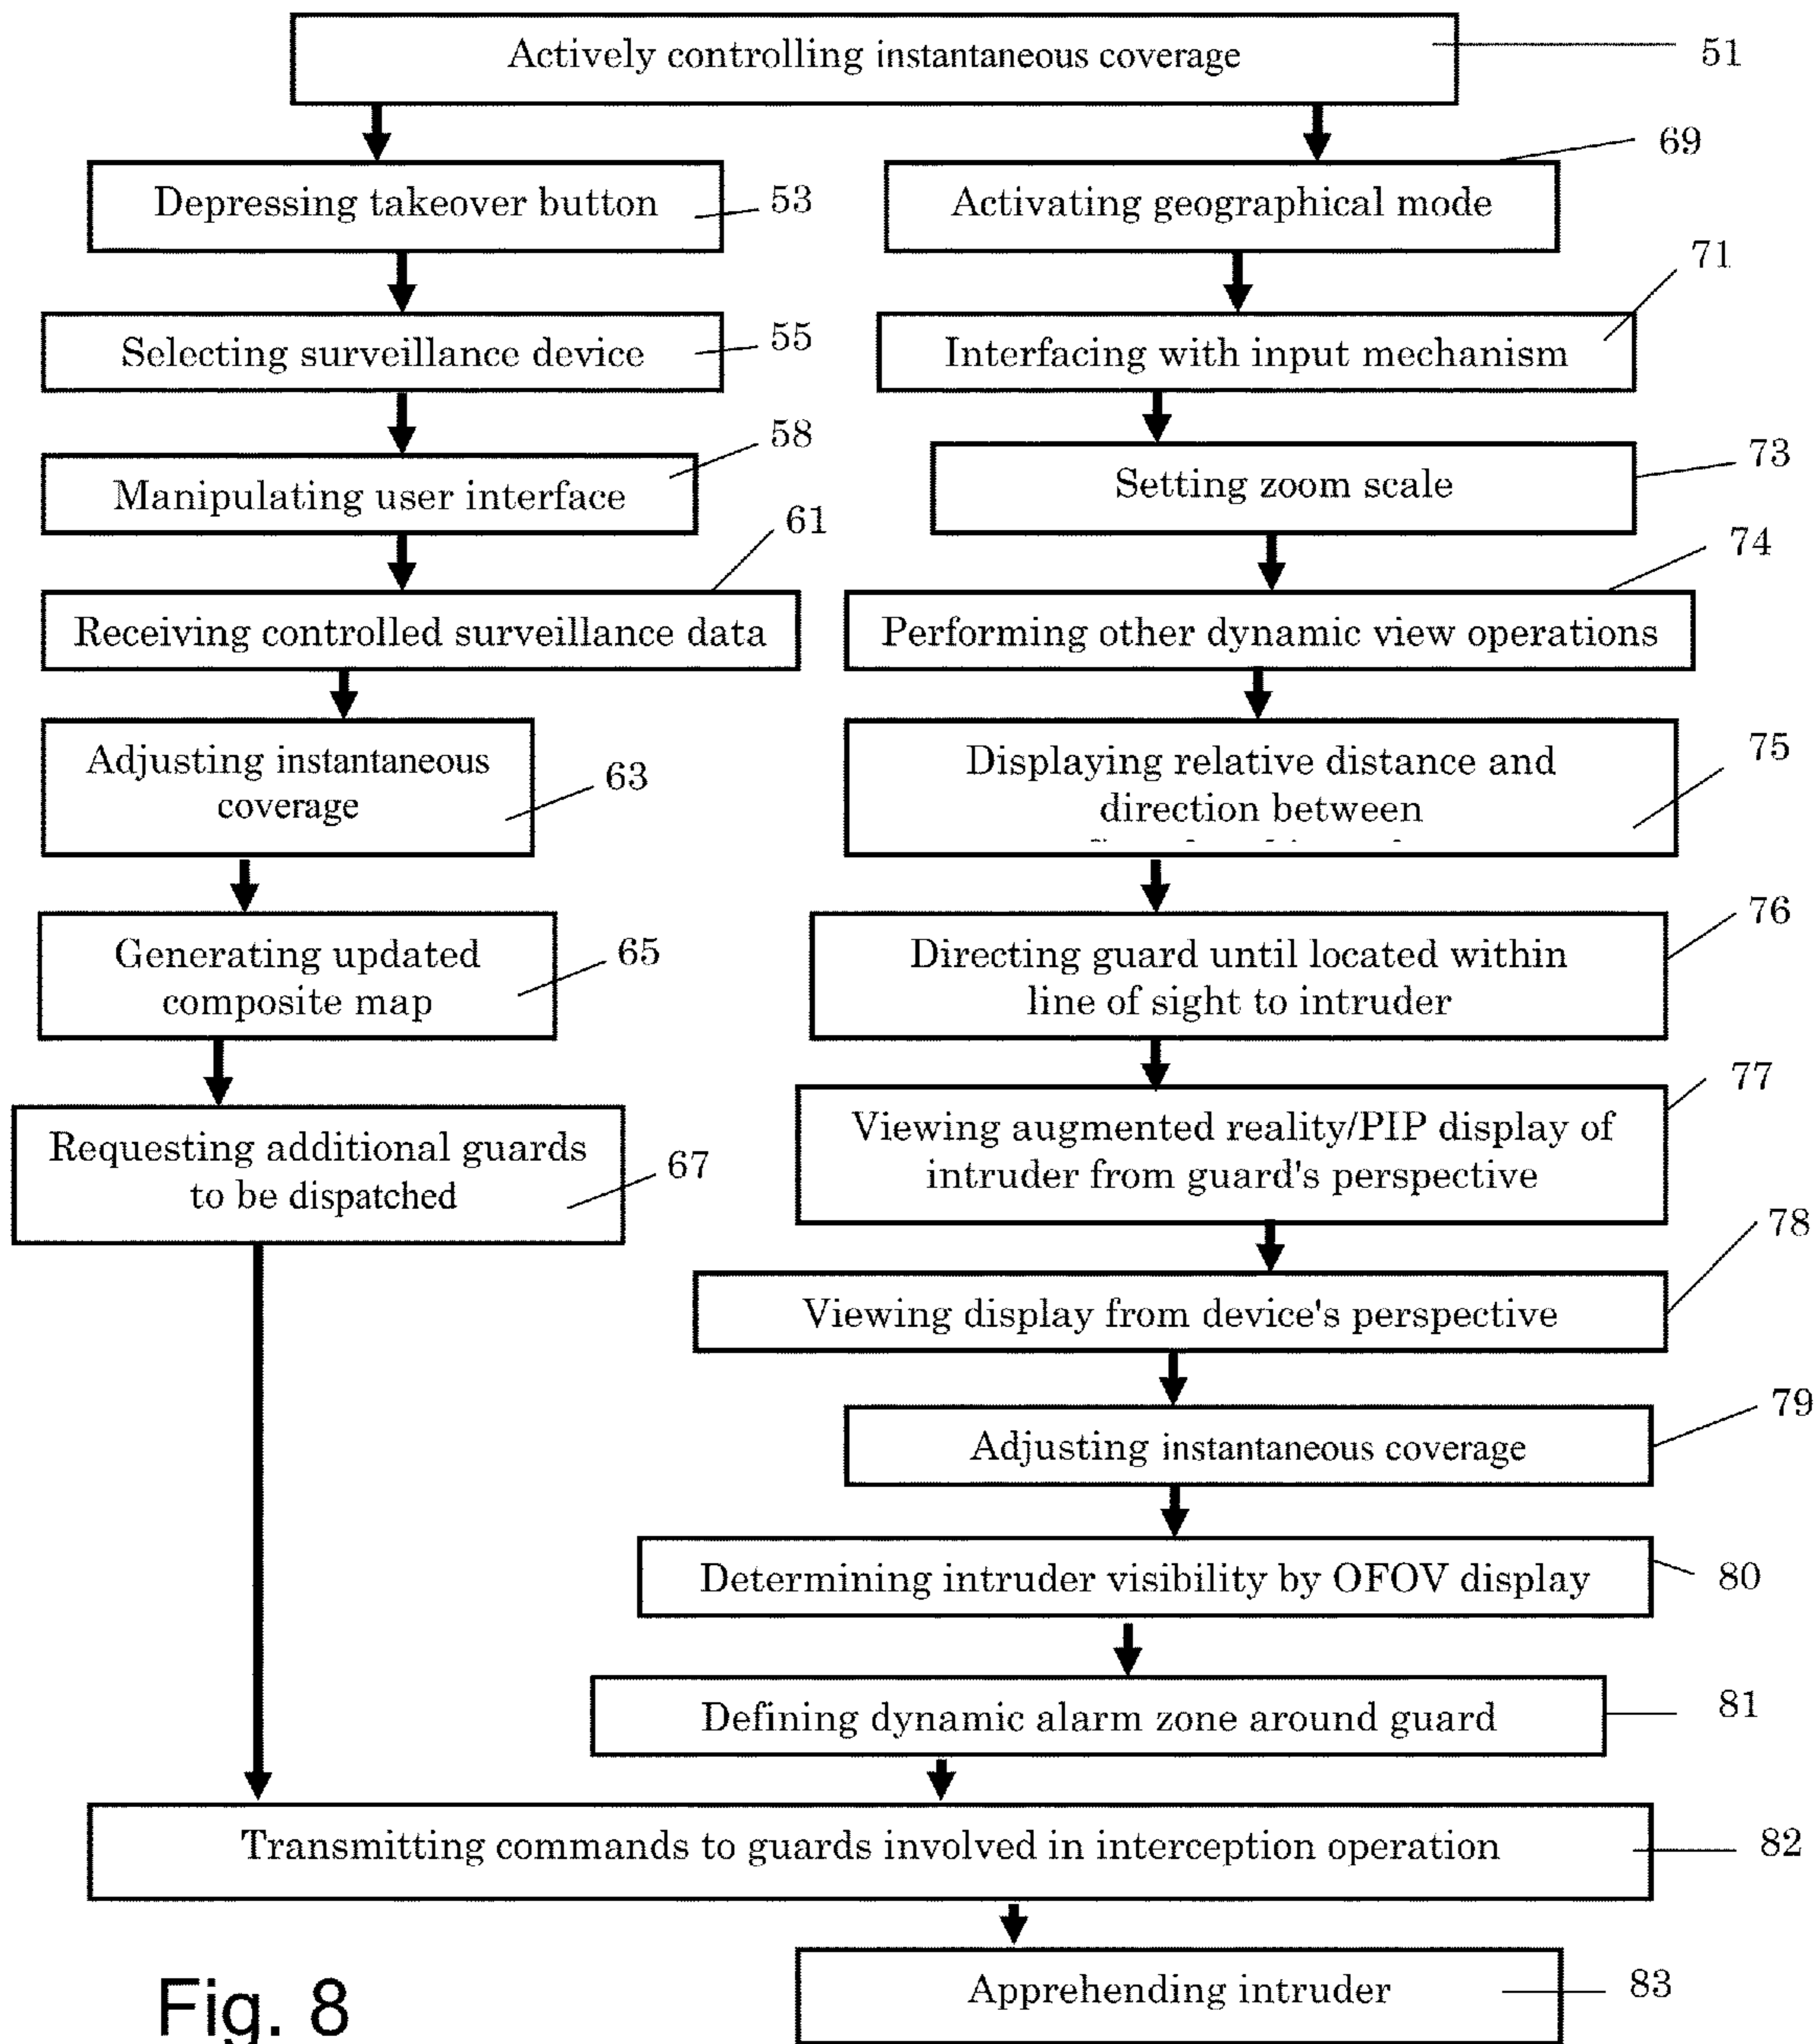 Actively controlling instantaneous coverage
51
Depressing takeover button
53
Selecting surveillance device
55
Manipulating user interface
58
Receiving controlled surveillance data
61
Adjusting instantaneous
coverage
63
Generating updated
composite map
65
Requesting additional guards
to be dispatched
67
Activating geographical mode
69
Interfacing with input mechanism
71
Setting zoom scale
73
Performing other dynamic view operations
74
Displaying relative distance and
direction between
75
Directing guard until located within
line of sight to intruder
76
Viewing augmented reality/PIP display of
intruder from guard's perspective
77
Viewing display from device's perspective
78
Adjusting instantaneous coverage
79
Determining intruder visibility by OFOV display
80
Defining dynamic alarm zone around guard
81
Transmitting commands to guards involved in interception operation
82
Apprehending intruder
83
Fig. 8